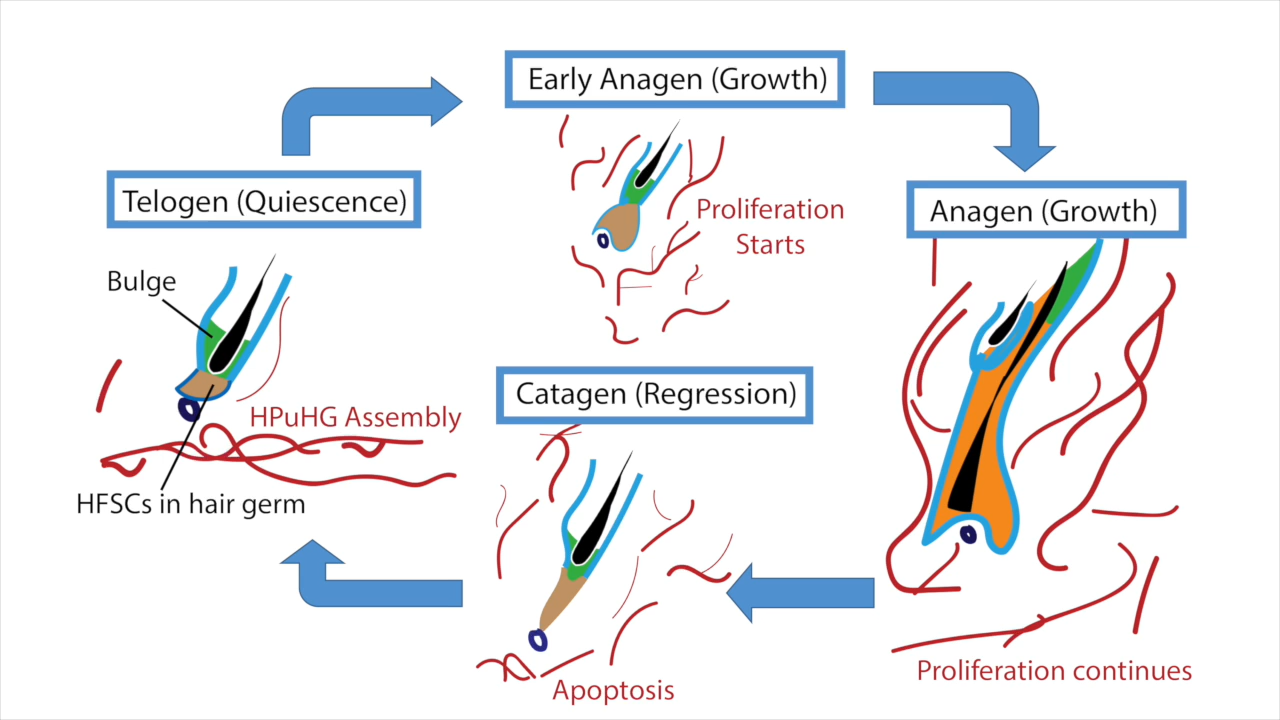 Early Anagen (Growth)
Telogen (Quiescence)
Anagen (Growth)
Proliferation
Starts
Bulge
HPuHG Assembly
Catagen (Regression)
HFSCs in hair germ
Proliferation continues
Apoptosis